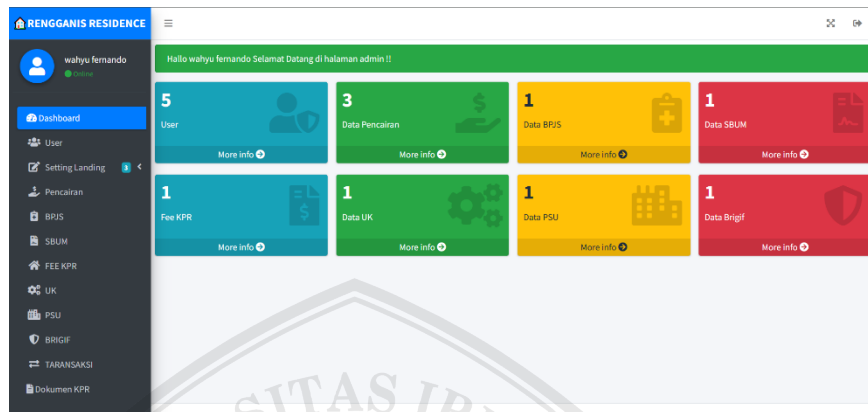 RENGGANIS RESIDENCE
wahyu fernando
Online
Dashboard
User
Setting Landing 3
Pencairan
BPJS
SBUM
FEE KPR
UK
PSU
BRIGIF
TARANSAKSI
Dokumen KPR
Hallo wahyu fernando Selamat Datang di halaman admin !!
5
User
More info
3
Data Pencairan
More info
1
Data BPJS
More info
1
Data SBUM
More info
1
Fee KPR
More info
1
Data UK
More info
1
Data PSU
More info
1
Data Brigif
More info
SITAS IB